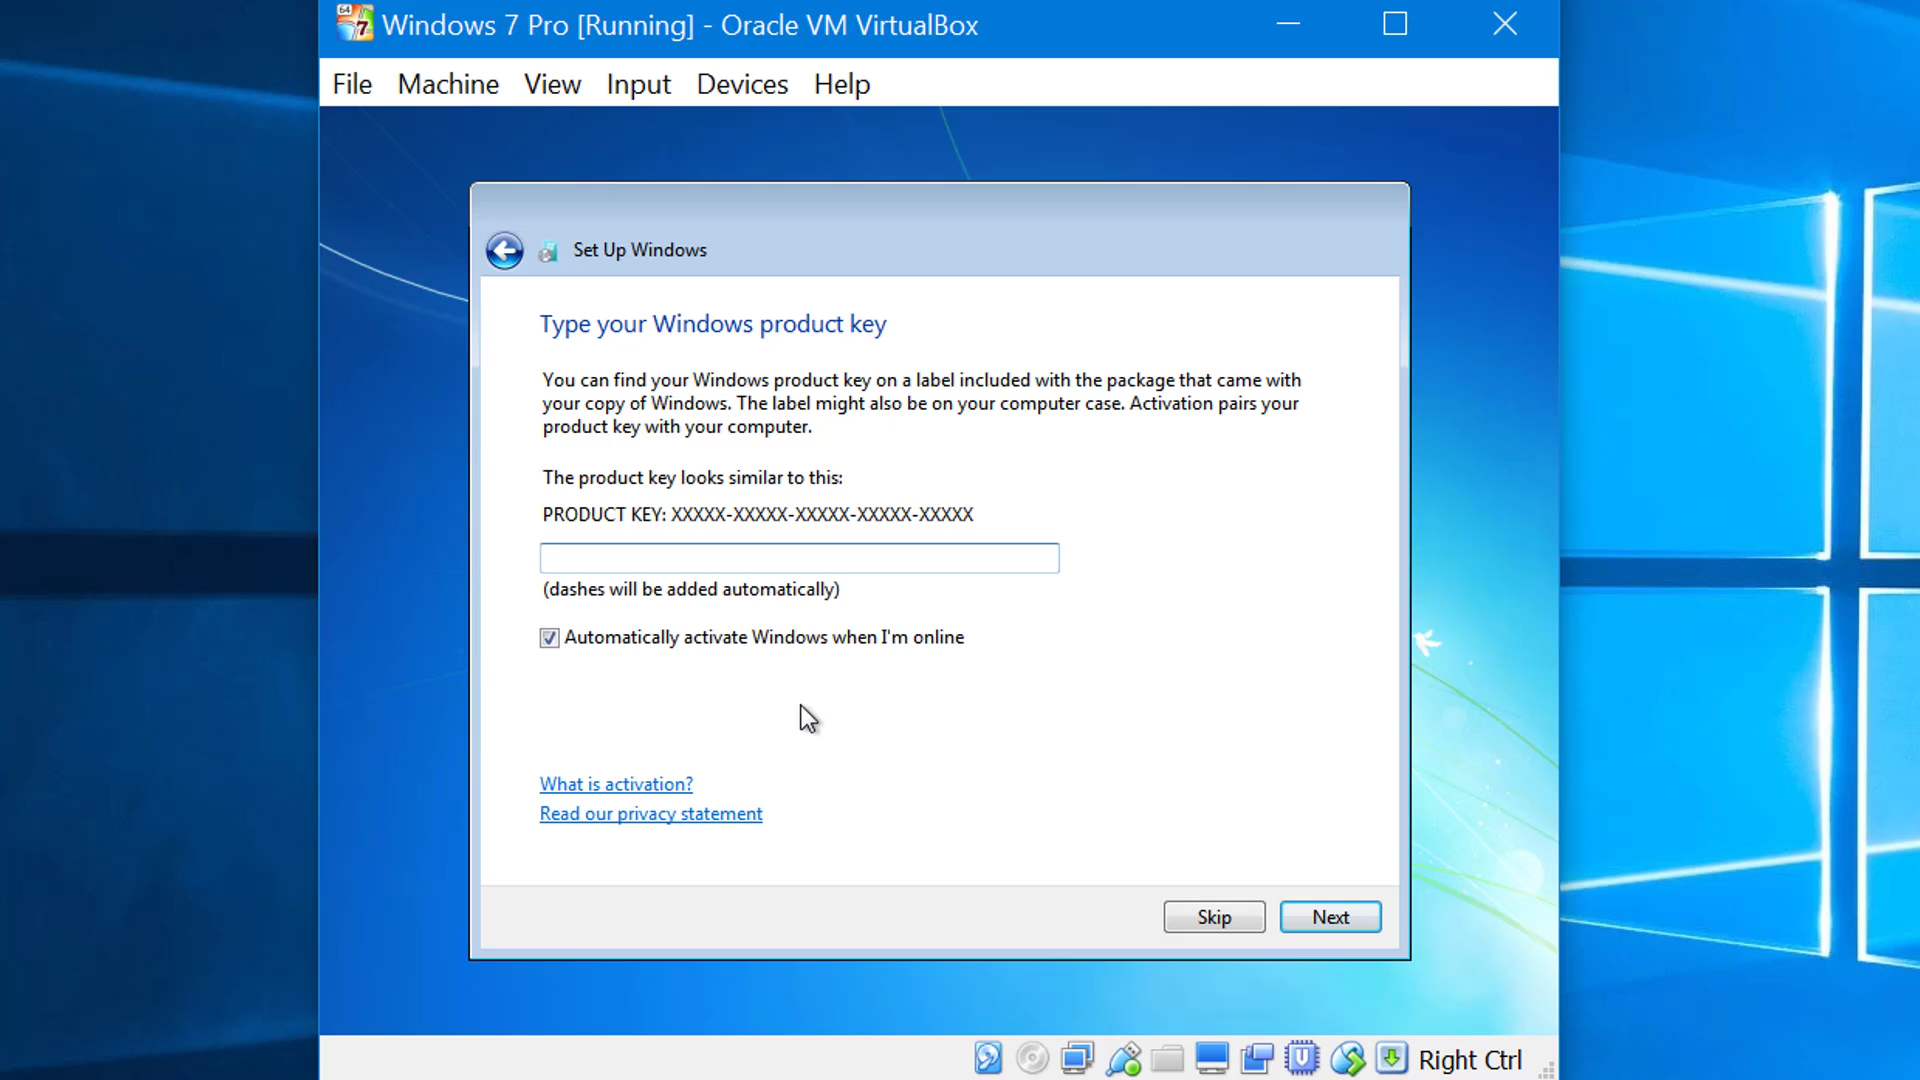 Windows 7 Pro [Running] - Oracle VM VirtualBox
File Machine View Input Devices Help
Set Up Windows
Type your Windows product key
You can find your Windows product key on a label included with the package that came with
your copy of Windows. The label might also be on your computer case. Activation pairs your
product key with your computer.
The product key looks similar to this:
PRODUCT KEY: XXXXX-XXXXX-XXXXX-XXXXX-XXXXX
(dashes will be added automatically)
Automatically activate Windows when I'm online
What is activation?
Read our privacy statement
Skip Next
Right Ctrl